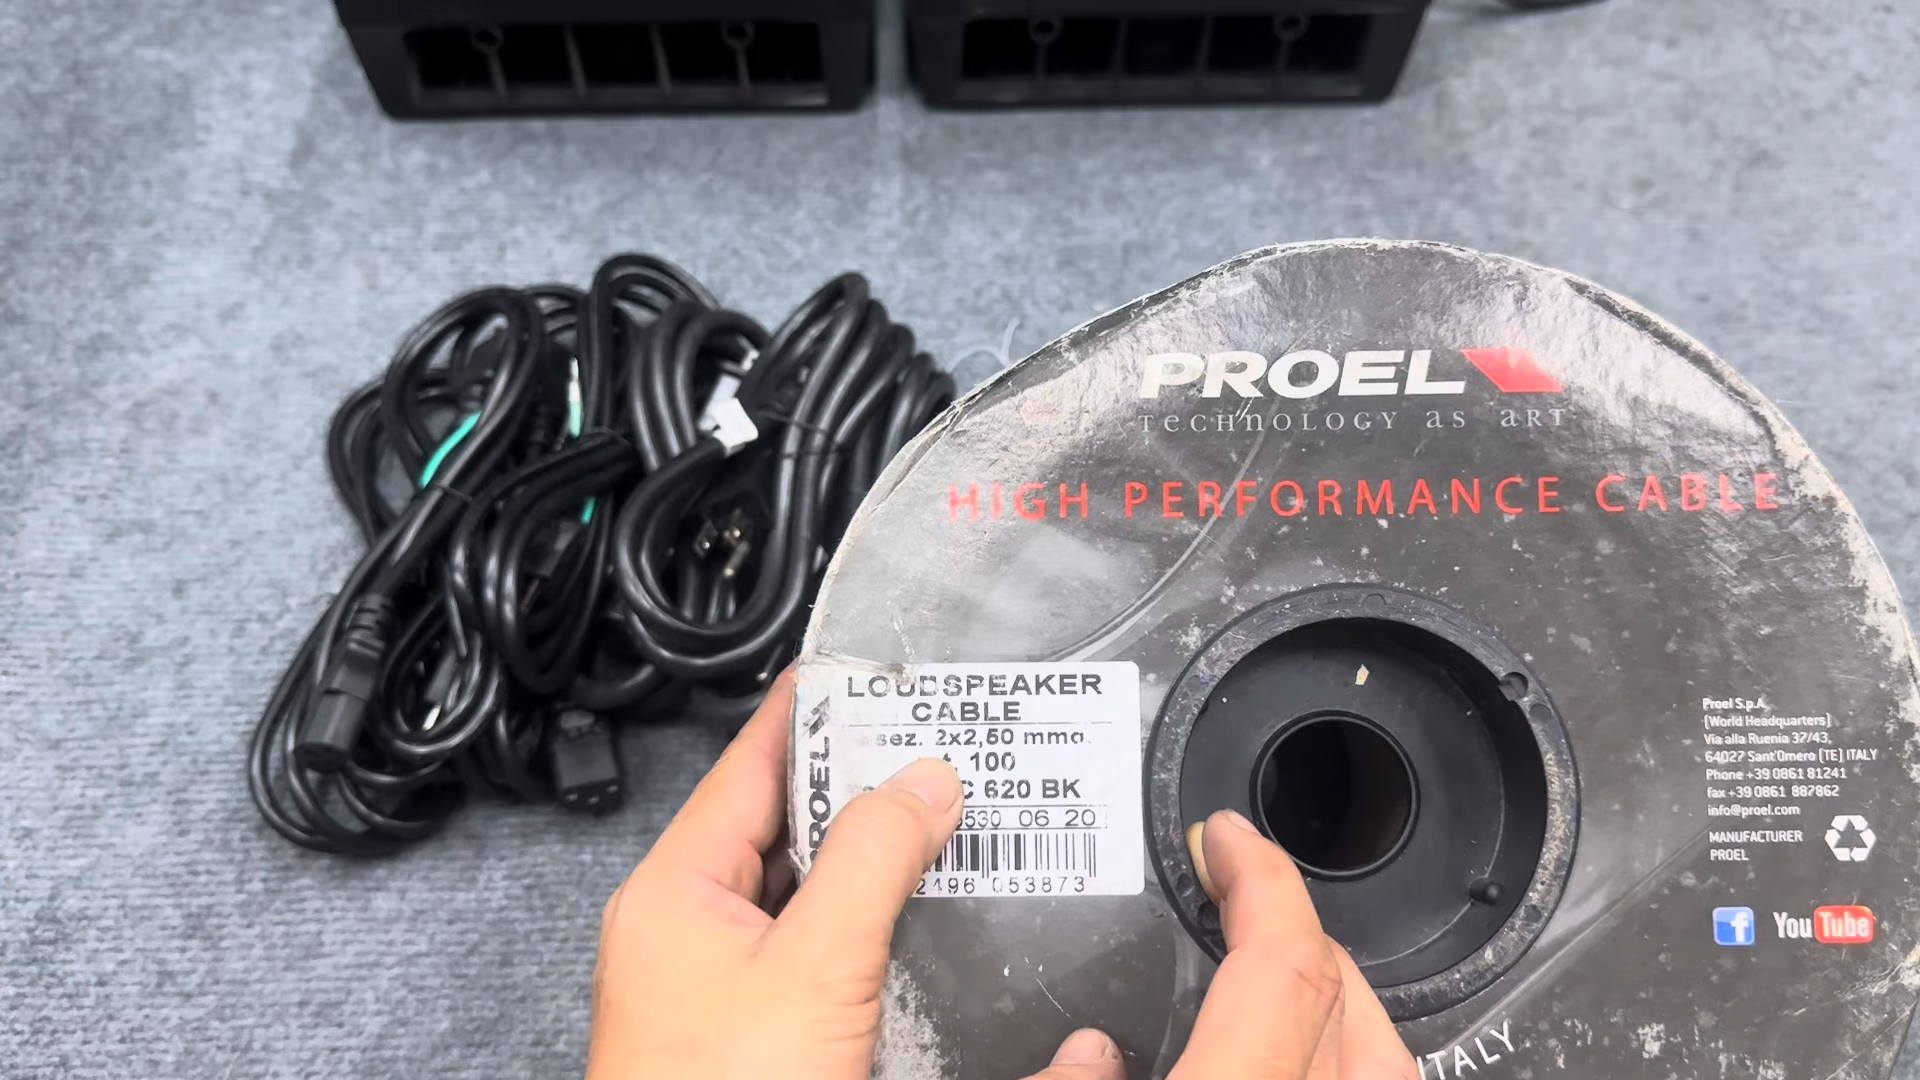 PROEL
TECHNOLOGY AS ART
HIGH PERFORMANCE CABLE
LOUDSPEAKER
CABLE
sez. 2x2,50 mmq.
100
620 BK
530 06 20
2496 053873
PROEL
Proel S.p.A.
(World Headquarters)
Via alla Ruenia 37/43,
64027 Sant'Omero (TE) ITALY
Phone +39 0861 81241
fax +39 0861 887862
info@proel.com
MANUFACTURER
PROEL
f
YouTube
ITALY